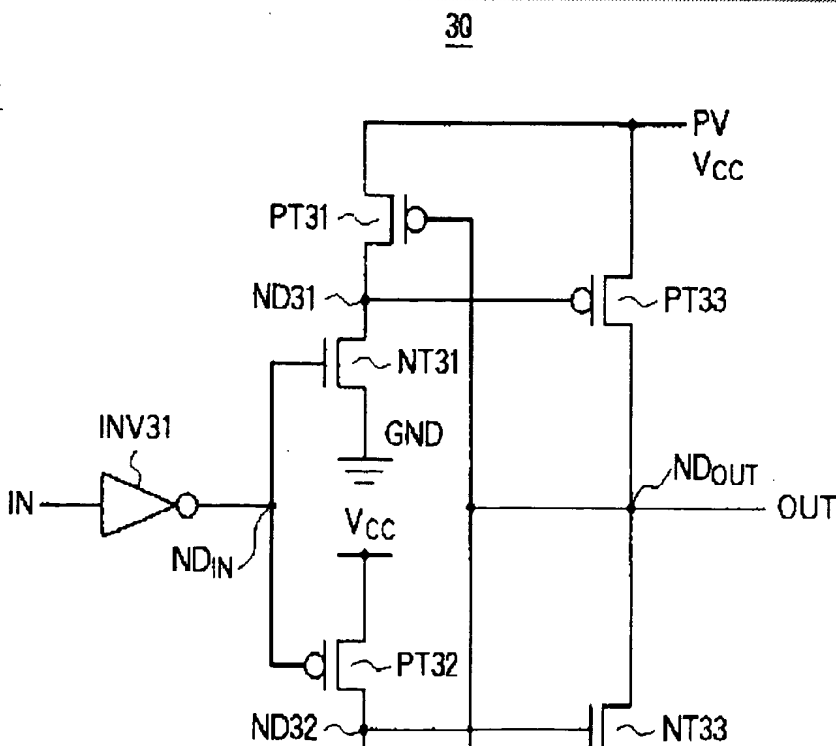 30
PV
VCC
PT31
ND31
PT33
NT31
INV31
GND
NDOUT
IN
OUT
VCC
NDIN
PT32
ND32
NT33